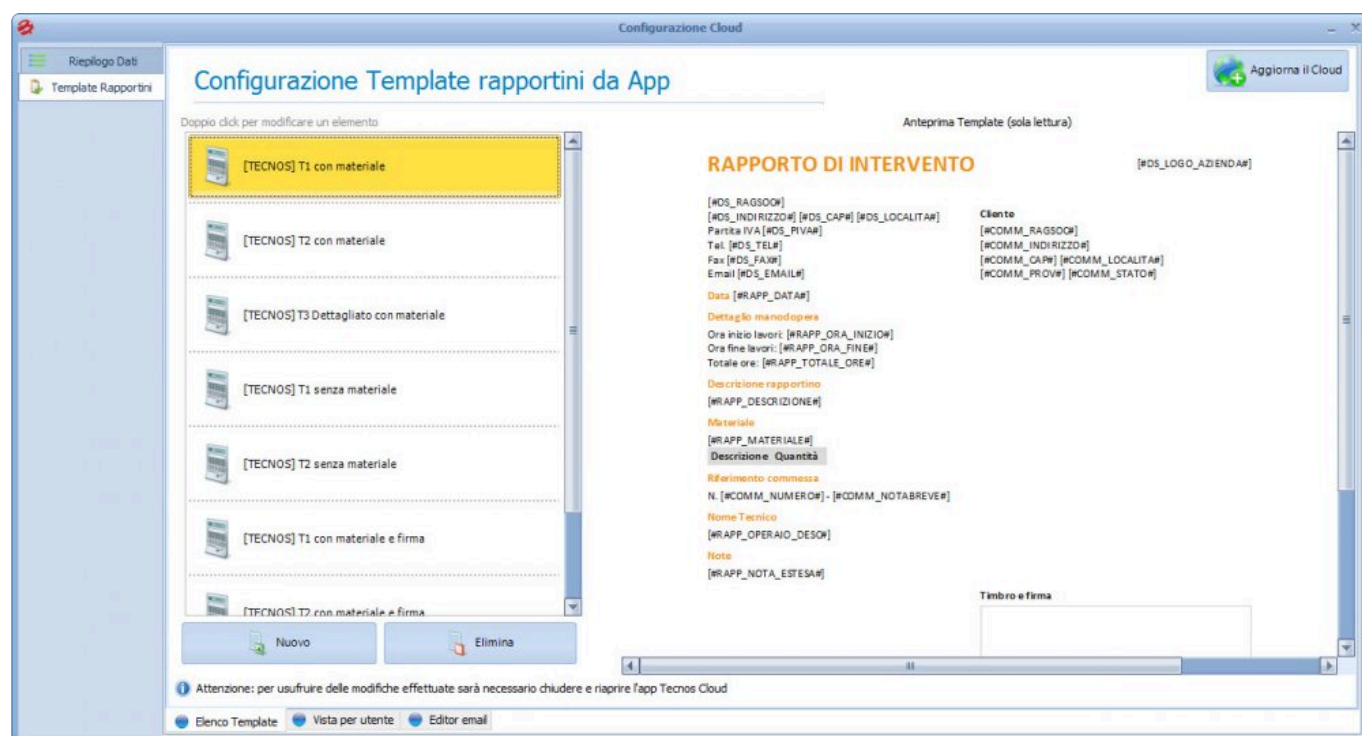 Configurazione Cloud
Riepilogo Dati
Template Rapportini
Configurazione Template rapportini da App
Aggiorna il Cloud
Doppio click per modificare un elemento
[TECNOS] T1 con materiale
[TECNOS] T2 con materiale
[TECNOS] T3 Dettagliato con materiale
[TECNOS] T1 senza materiale
[TECNOS] T2 senza materiale
[TECNOS] T1 con materiale e firma
[TECNOS] T2 con materiale e firma
Nuovo
Elimina
Anteprima Template (sola lettura)
RAPPORTO DI INTERVENTO
[#DS_LOGO_AZIENDA#]
[#DS_RAGSOC#]
[#DS_INDIRIZZO#] [#DS_CAP#] [#DS_LOCALITA#]
Partita IVA [#DS_PIVA#]
Tel. [#DS_TEL#]
Fax [#DS_FAX#]
Email [#DS_EMAIL#]
Cliente
[#COMM_RAGSOC#]
[#COMM_INDIRIZZO#]
[#COMM_CAP#] [#COMM_LOCALITA#]
[#COMM_PROV#] [#COMM_STATO#]
Data [#RAPP_DATA#]
Dettaglio manodopera
Ora inizio lavori: [#RAPP_ORA_INIZIO#]
Ora fine lavori: [#RAPP_ORA_FINE#]
Totale ore: [#RAPP_TOTALE_ORE#]
Descrizione rapportino
[#RAPP_DESCRIZIONE#]
Materiale
[#RAPP_MATERIALE#]
Descrizione Quantità
Riferimento commessa
N. [#COMM_NUMERO#] - [#COMM_NOTABREVE#]
Nome Tecnico
[#RAPP_OPERAIO_DESC#]
Note
[#RAPP_NOTA_ESTESA#]
Timbro e firma
Attenzione: per usufruire delle modifiche effettuate sarà necessario chiudere e riaprire l'app Tecnos Cloud
Elenco Template
Vista per utente
Editor email